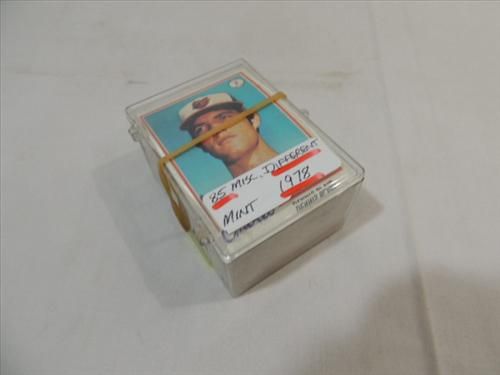 85 MISC. DIFFERENT
MINT 1978